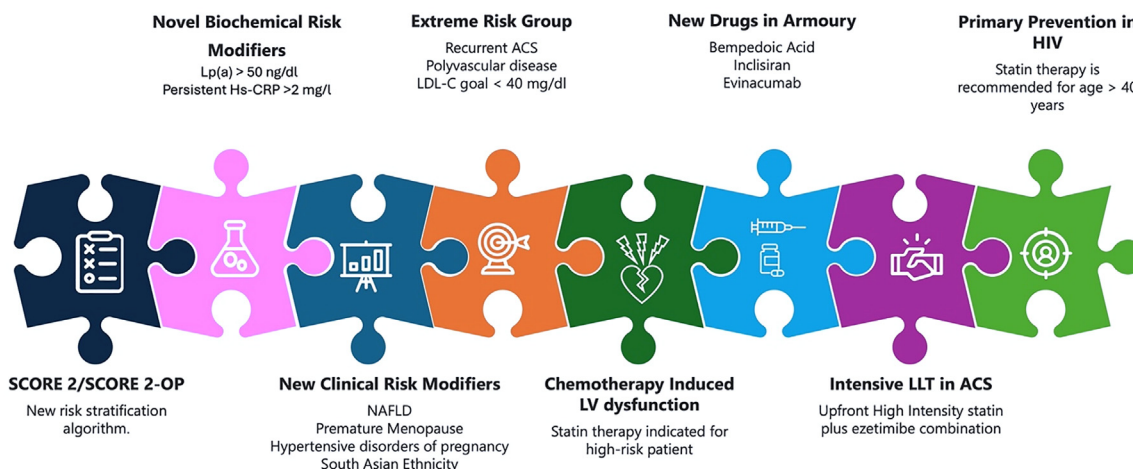 Novel Biochemical Risk
Modifiers
Lp(a) > 50 ng/dl
Persistent Hs-CRP >2 mg/l
Extreme Risk Group
Recurrent ACS
Polyvascular disease
LDL-C goal < 40 mg/dl
New Drugs in Armoury
Bempedoic Acid
Inclisiran
Evinacumab
Primary Prevention in
HIV
Statin therapy is
recommended for age > 40
years
SCORE 2/SCORE 2-OP
New risk stratification
algorithm.
New Clinical Risk Modifiers
NAFLD
Premature Menopause
Hypertensive disorders of pregnancy
South Asian Ethnicity
Chemotherapy Induced
LV dysfunction
Statin therapy indicated for
high-risk patient
Intensive LLT in ACS
Upfront High Intensity statin
plus ezetimibe combination